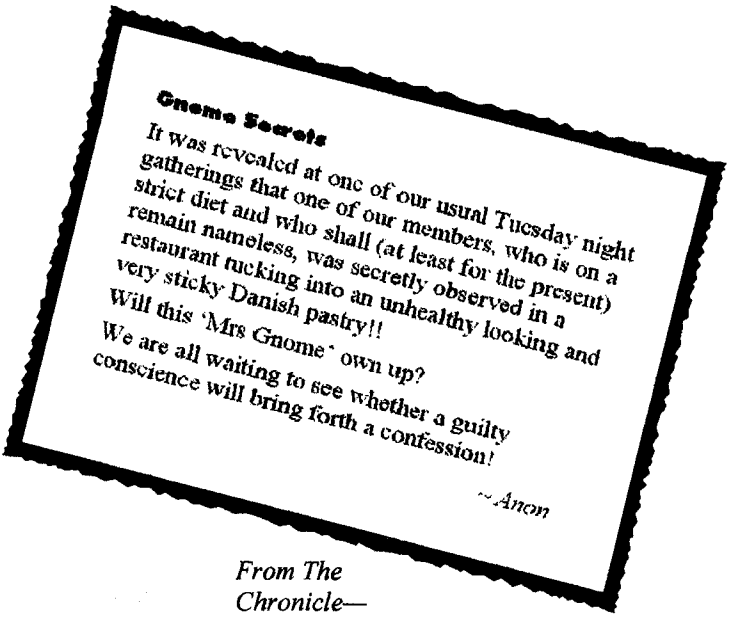 Gnome Secrets
It was revealed at one of our usual Tuesday night
gatherings that one of our members, who is on a
strict diet and who shall (at least for the present)
remain nameless, was secretly observed in a
restaurant tucking into an unhealthy looking and
very sticky Danish pastry!!
Will this ‘Mrs Gnome’ own up?
We are all waiting to see whether a guilty
conscience will bring forth a confession!
~ Anon
From The
Chronicle—